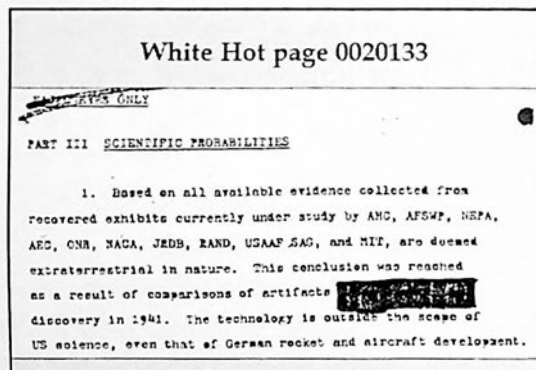 White Hot page 0020133
EYES ONLY
PART III SCIENTIFIC PROBABILITIES
1. Based on all available evidence collected from
recovered exhibits currently under study by AMC, AFSWP, NEPA,
AEC, ONR, NACA, JRDB, RAND, USAAF SAG, and MIT, are deemed
extraterrestrial in nature. This conclusion was reached
as a result of comparisons of artifacts
discovery in 1941. The technology is outside the scope of
US science, even that of German rocket and aircraft development.